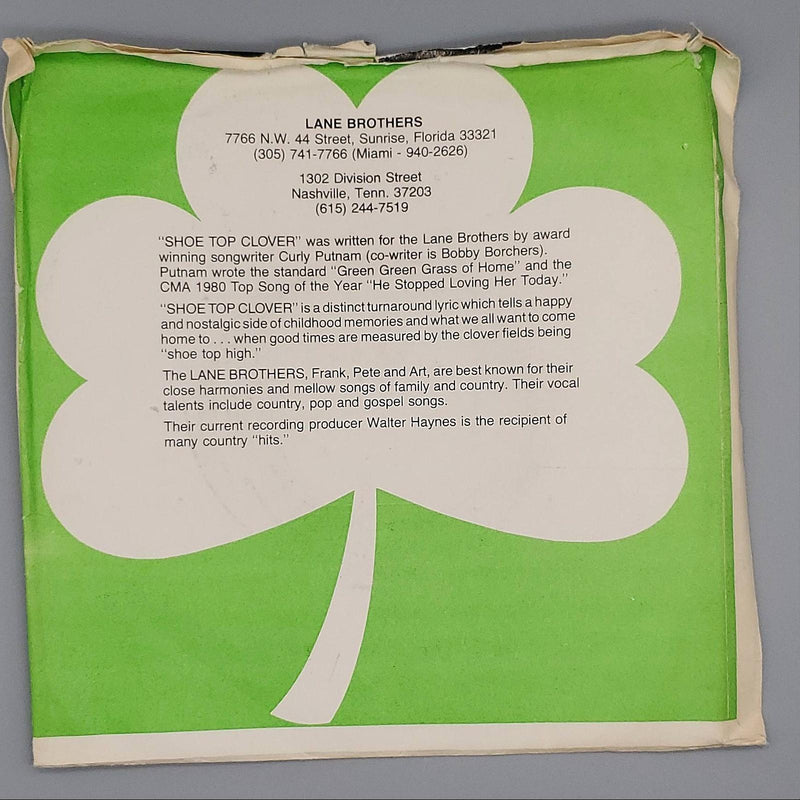 LANE BROTHERS
7766 N.W. 44 Street, Sunrise, Florida 33321
(305) 741-7766 (Miami - 940-2626)
1302 Division Street
Nashville, Tenn. 37203
(615) 244-7519
"SHOE TOP CLOVER" was written for the Lane Brothers by award
winning songwriter Curly Putnam (co-writer is Bobby Borchers).
Putnam wrote the standard "Green Green Grass of Home" and the
CMA 1980 Top Song of the Year "He Stopped Loving Her Today."
"SHOE TOP CLOVER" is a distinct turnaround lyric which tells a happy
and nostalgic side of childhood memories and what we all want to come
home to . . . when good times are measured by the clover fields being
"shoe top high."
The LANE BROTHERS, Frank, Pete and Art, are best known for their
close harmonies and mellow songs of family and country. Their vocal
talents include country, pop and gospel songs.
Their current recording producer Walter Haynes is the recipient of
many country "hits."